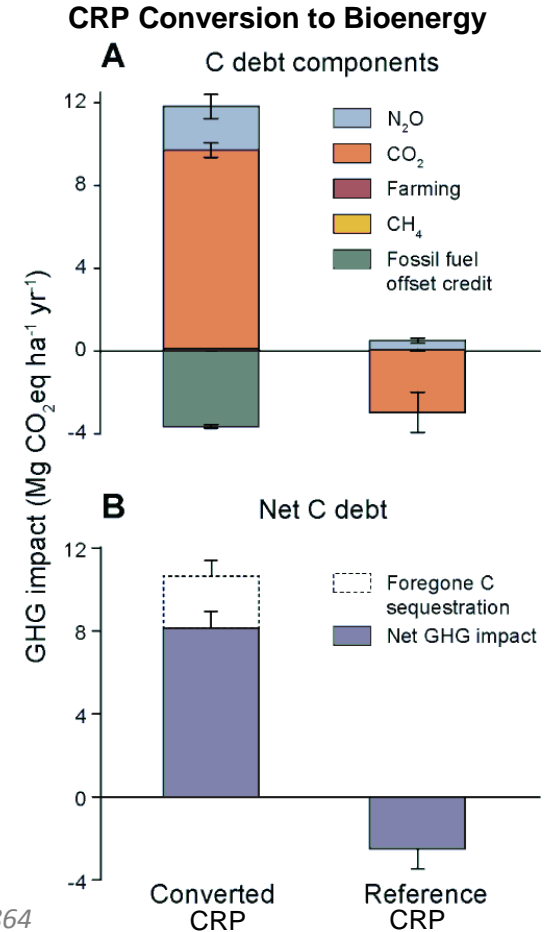 CRP Conversion to Bioenergy
A
C debt components
12
8
4
0
-4
N₂O
CO₂
Farming
CH₄
Fossil fuel
offset credit
GHG impact (Mg CO₂eq ha⁻¹ yr⁻¹)
B
Net C debt
12
8
4
0
-4
Foregone C
sequestration
Net GHG impact
Converted
CRP
Reference
CRP